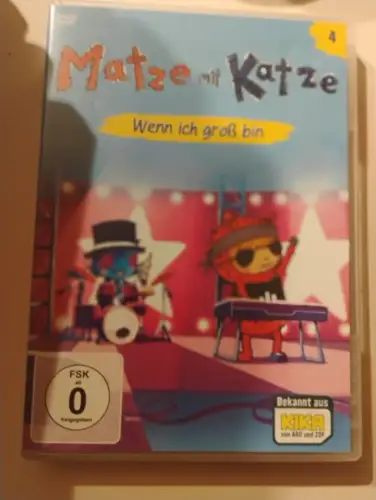 4
Matze mit Katze
Wenn ich groß bin
FSK
ab
0
freigegeben
Bekannt aus
KiKA
von ARD und ZDF